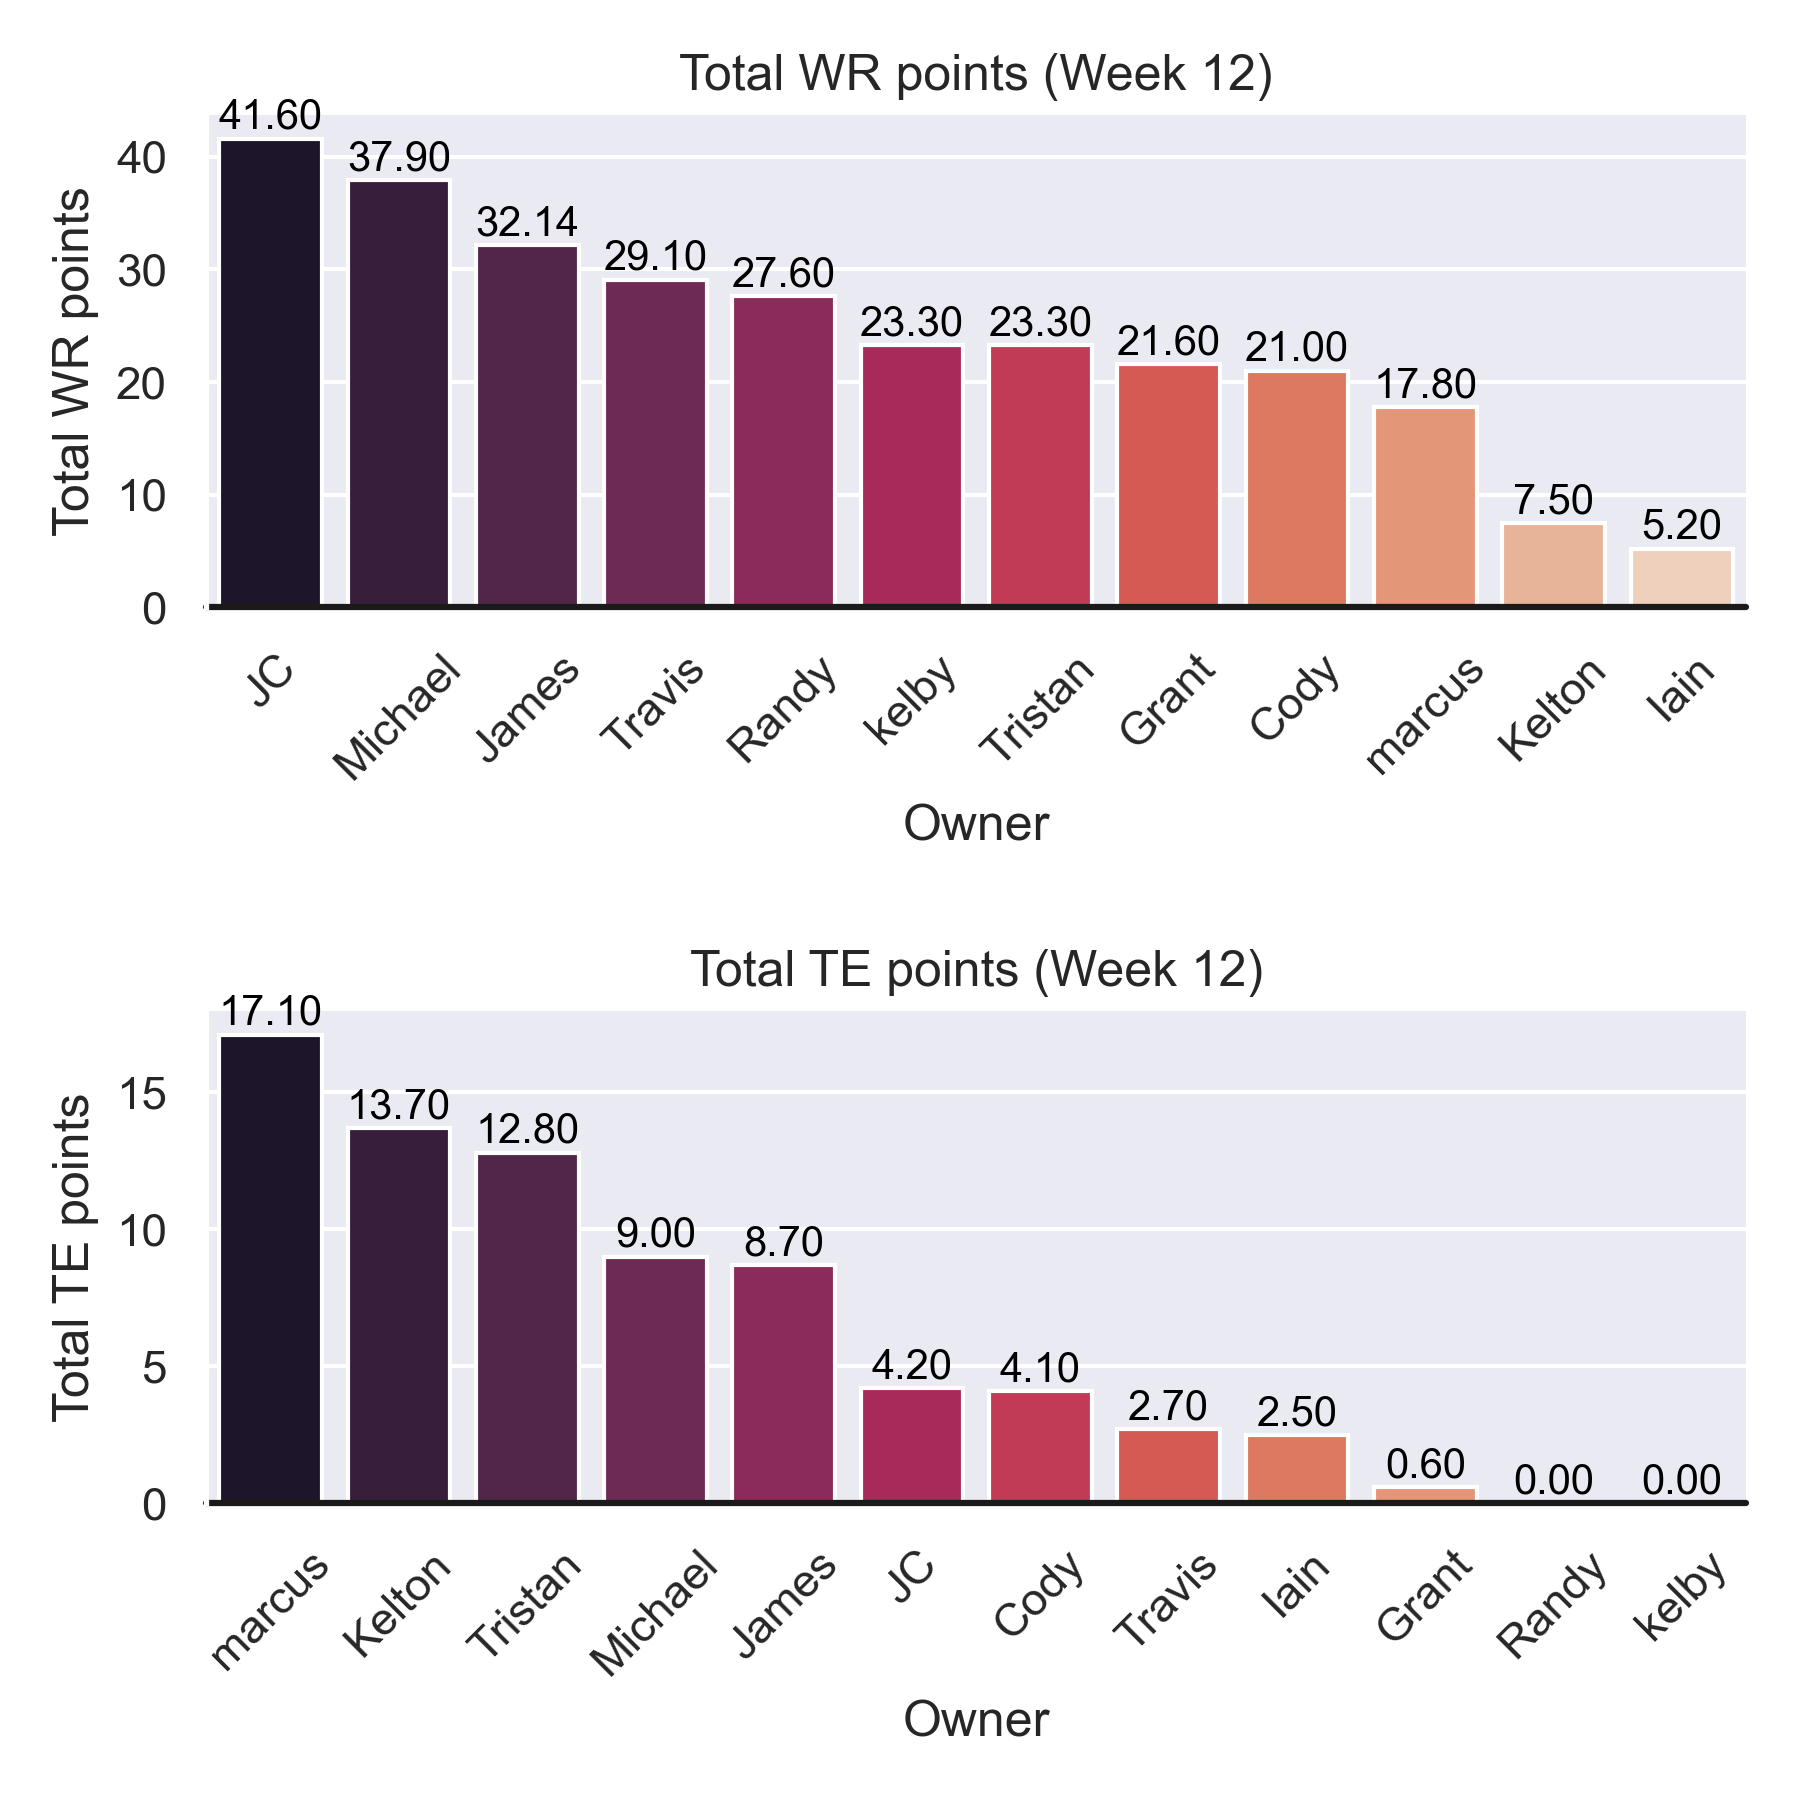 Total WR points (Week 12)
41.60
37.90
32.14
29.10
27.60
23.30
23.30
21.60
21.00
17.80
7.50
5.20
40
30
20
10
0
Total WR points
JC
Michael
James
Travis
Randy
kelby
Tristan
Grant
Cody
marcus
Kelton
Iain
Owner
Total TE points (Week 12)
17.10
13.70
12.80
9.00
8.70
4.20
4.10
2.70
2.50
0.60
0.00
0.00
15
10
5
0
Total TE points
marcus
Kelton
Tristan
Michael
James
JC
Cody
Travis
Iain
Grant
Randy
kelby
Owner